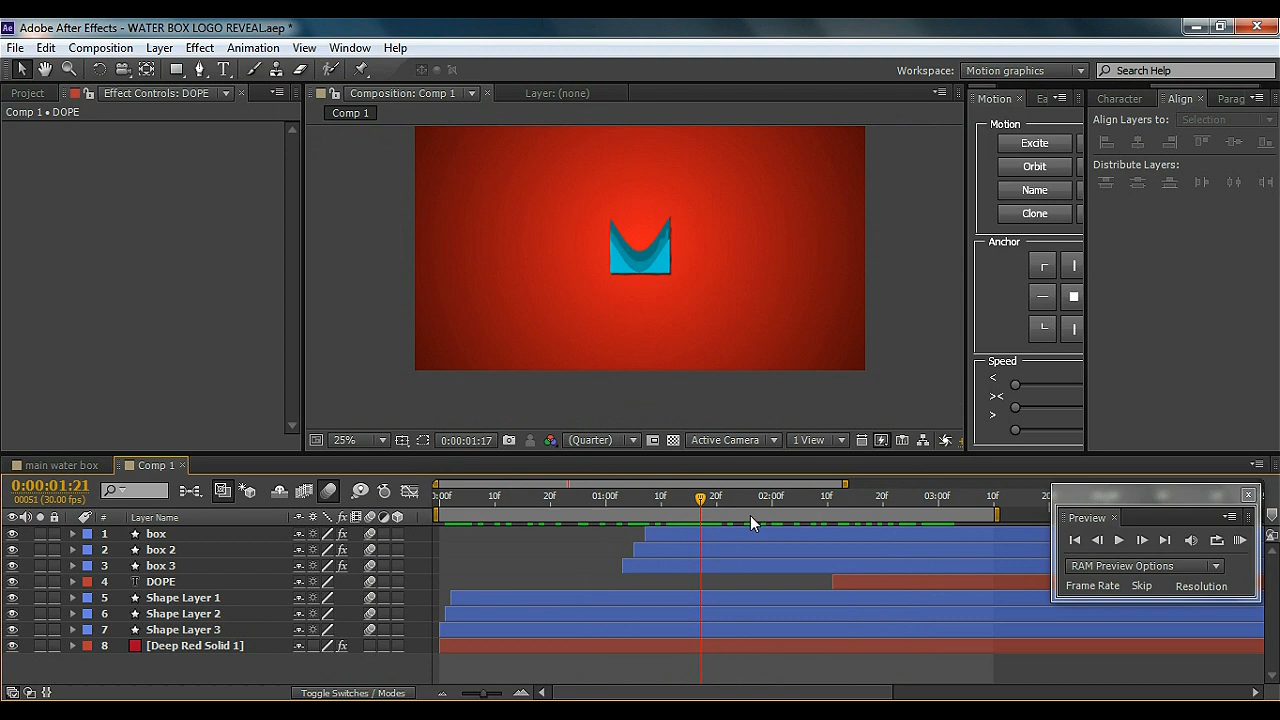 Ae Adobe After Effects - WATER BOX LOGO REVEAL.aep *
File Edit Composition Layer Effect Animation View Window Help
Workspace: Motion graphics Search Help
Project Effect Controls: DOPE Composition: Comp 1 Layer: (none) Motion Ea Character Align Parag
Comp 1 • DOPE
Comp 1
Align Layers to: Selection
Motion
Excite
Orbit
Name
Clone
Distribute Layers:
Anchor
Speed
<
><
>
25% 0:00:01:17 (Quarter) Active Camera 1 View
main water box Comp 1
0:00:01:21
00051 (30.00 fps)
0:00f 10f 20f 01:00f 10f 20f 02:00f 10f 20f 03:00f 10f
# Layer Name
Preview
RAM Preview Options
Frame Rate Skip Resolution
1 box
2 box 2
3 box 3
4 T DOPE
5 Shape Layer 1
6 Shape Layer 2
7 Shape Layer 3
8 [Deep Red Solid 1]
Toggle Switches / Modes